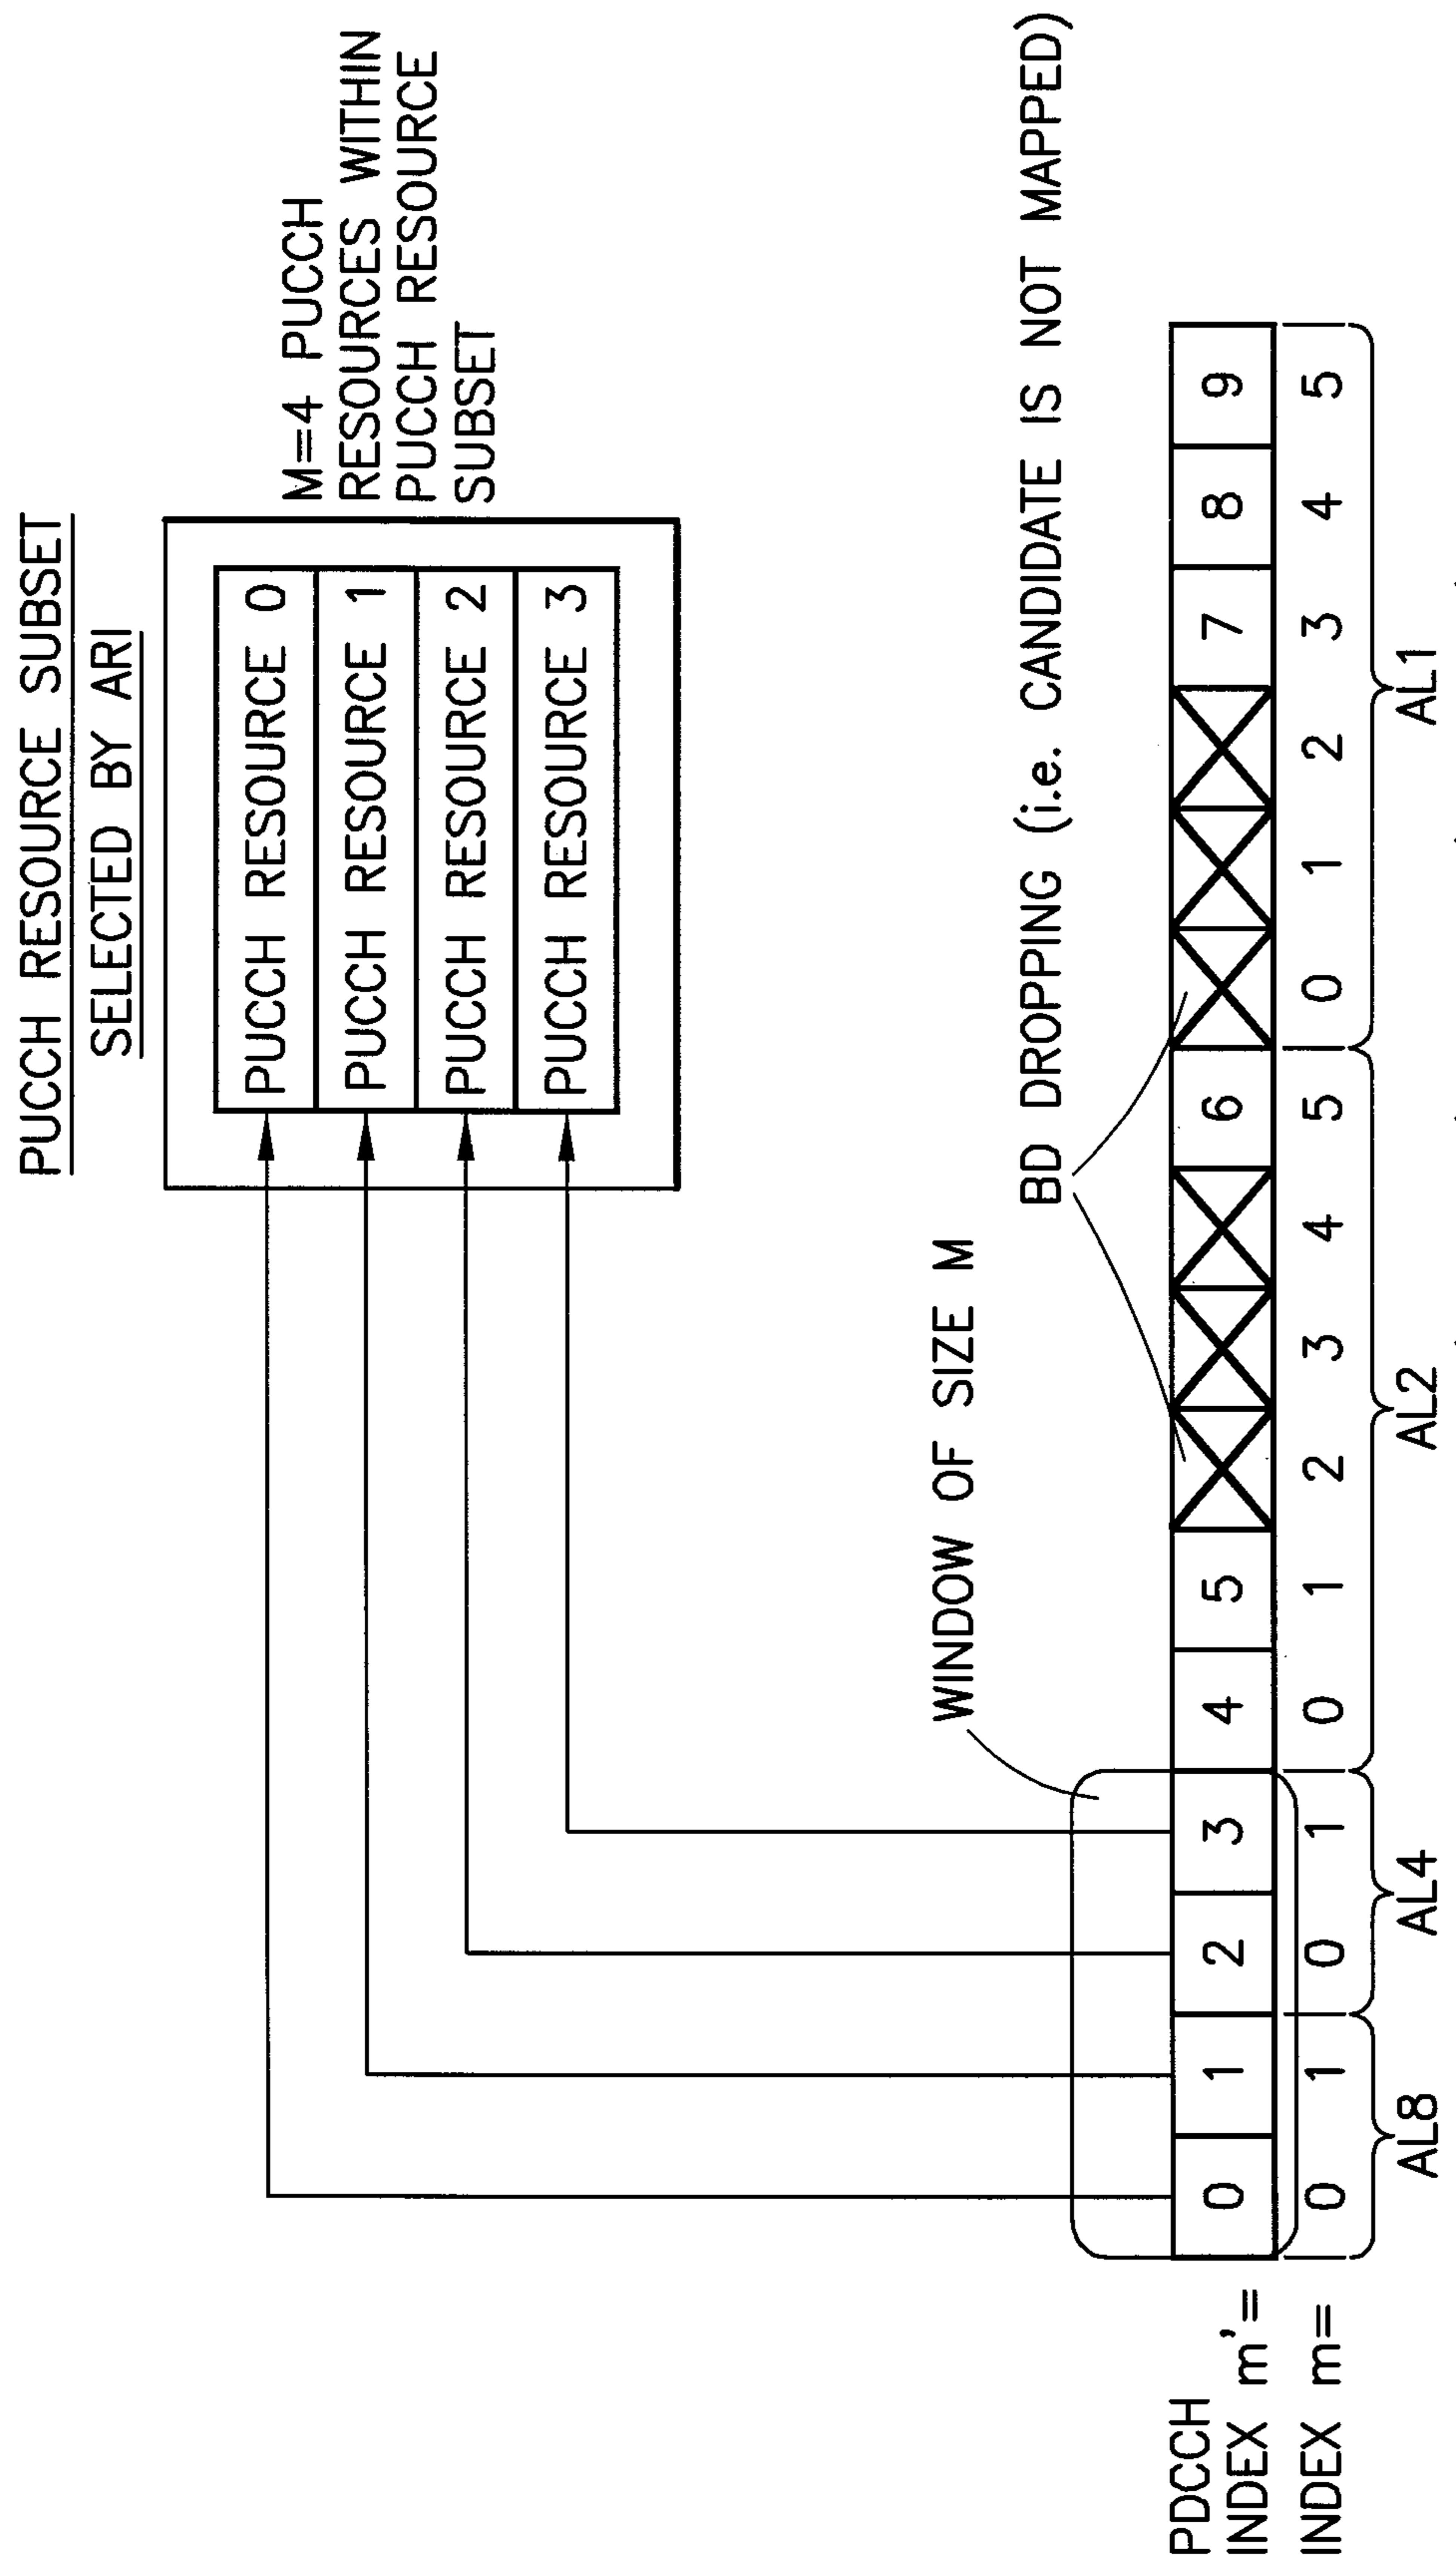 PUCCH RESOURCE SUBSET
SELECTED BY ARI
PUCCH RESOURCE 0
PUCCH RESOURCE 1
PUCCH RESOURCE 2
PUCCH RESOURCE 3
M=4 PUCCH
RESOURCES WITHIN
PUCCH RESOURCE
SUBSET
WINDOW OF SIZE M
BD DROPPING (i.e. CANDIDATE IS NOT MAPPED)
PDCCH
INDEX m'= 0 1 2 3 4 5 6 7 8 9
INDEX m= 0 1 0 1 0 1 2 3 4 5 0 1 2 3 4 5
AL8 AL4 AL2 AL1